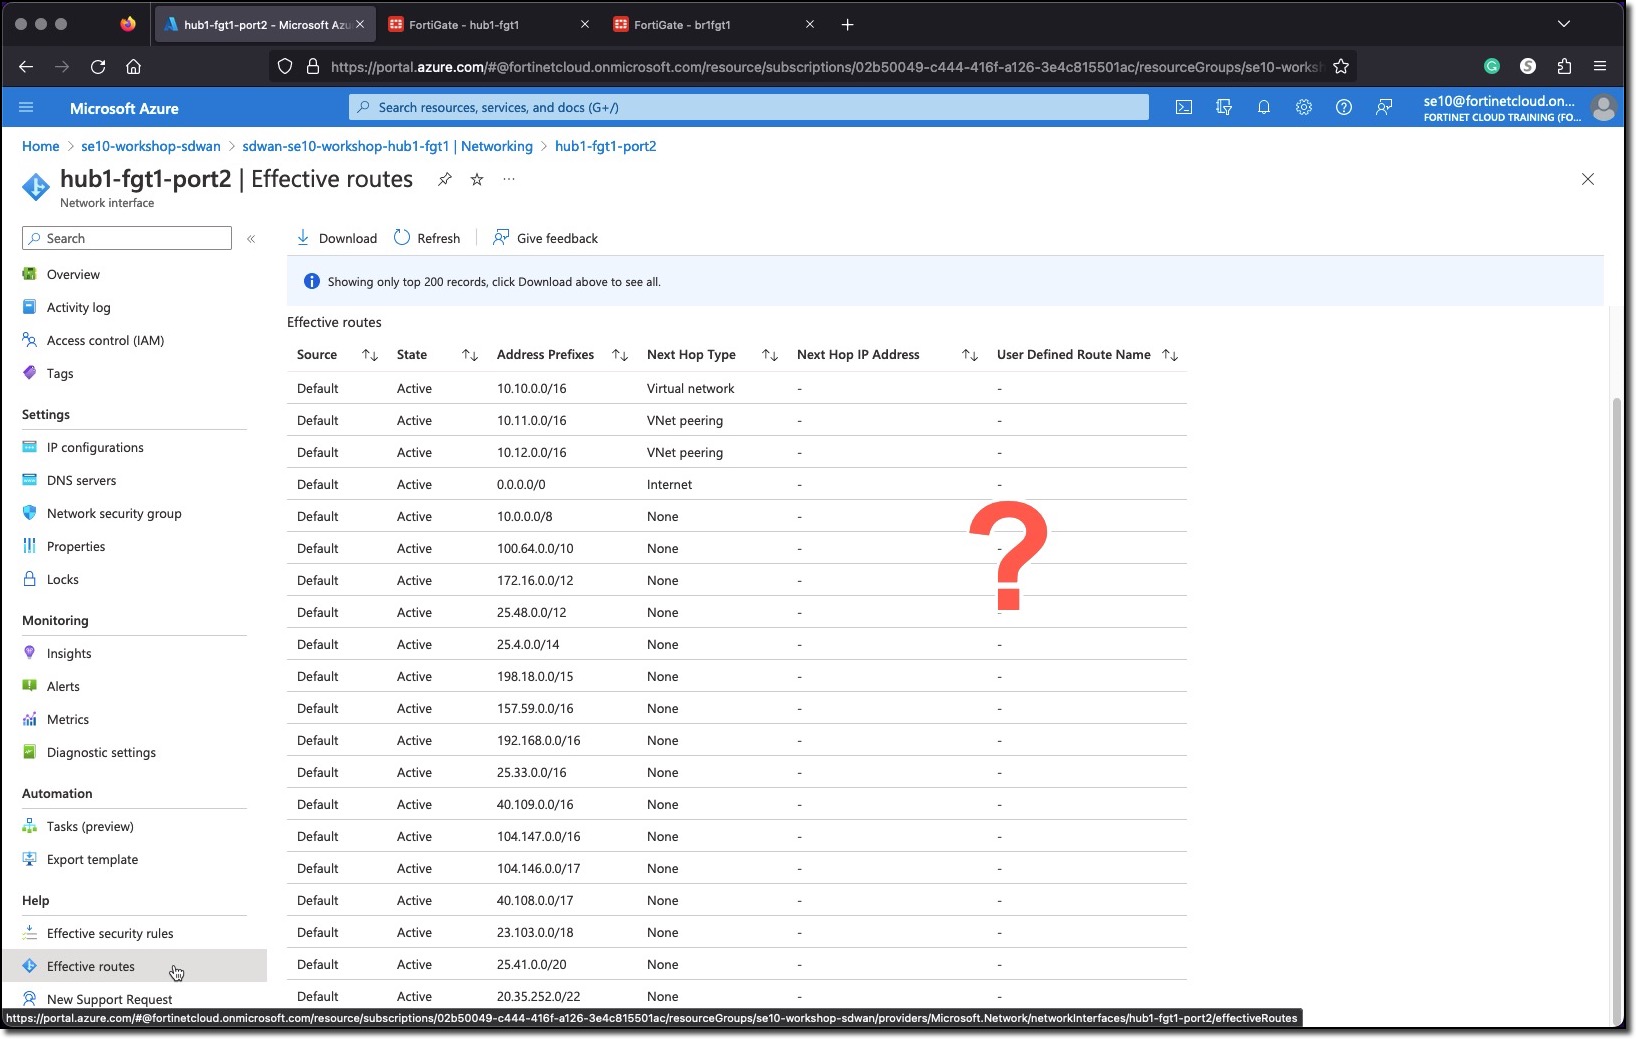 hub1-fgt1-port2 - Microsoft Azu
FortiGate - hub1-fgt1
FortiGate - br1fgt1
https://portal.azure.com/#@fortinetcloud.onmicrosoft.com/resource/subscriptions/02b50049-c444-416f-a126-3e4c815501ac/resourceGroups/se10-worksh
Microsoft Azure
Search resources, services, and docs (G+/)
se10@fortinetcloud.on...
FORTINET CLOUD TRAINING (FO...
Home > se10-workshop-sdwan > sdwan-se10-workshop-hub1-fgt1 | Networking > hub1-fgt1-port2
hub1-fgt1-port2 | Effective routes
Network interface
Search
Overview
Activity log
Access control (IAM)
Tags
Settings
IP configurations
DNS servers
Network security group
Properties
Locks
Monitoring
Insights
Alerts
Metrics
Diagnostic settings
Automation
Tasks (preview)
Export template
Help
Effective security rules
Effective routes
New Support Request
Download Refresh Give feedback
Showing only top 200 records, click Download above to see all.
Effective routes
Source State Address Prefixes Next Hop Type Next Hop IP Address User Defined Route Name
Default Active 10.10.0.0/16 Virtual network - -
Default Active 10.11.0.0/16 VNet peering - -
Default Active 10.12.0.0/16 VNet peering - -
Default Active 0.0.0.0/0 Internet - -
Default Active 10.0.0.0/8 None - -
Default Active 100.64.0.0/10 None - -
Default Active 172.16.0.0/12 None - -
Default Active 25.48.0.0/12 None - -
Default Active 25.4.0.0/14 None - -
Default Active 198.18.0.0/15 None - -
Default Active 157.59.0.0/16 None - -
Default Active 192.168.0.0/16 None - -
Default Active 25.33.0.0/16 None - -
Default Active 40.109.0.0/16 None - -
Default Active 104.147.0.0/16 None - -
Default Active 104.146.0.0/17 None - -
Default Active 40.108.0.0/17 None - -
Default Active 23.103.0.0/18 None - -
Default Active 25.41.0.0/20 None - -
Default Active 20.35.252.0/22 None - -
?
https://portal.azure.com/#@fortinetcloud.onmicrosoft.com/resource/subscriptions/02b50049-c444-416f-a126-3e4c815501ac/resourceGroups/se10-workshop-sdwan/providers/Microsoft.Network/networkInterfaces/hub1-fgt1-port2/effectiveRoutes